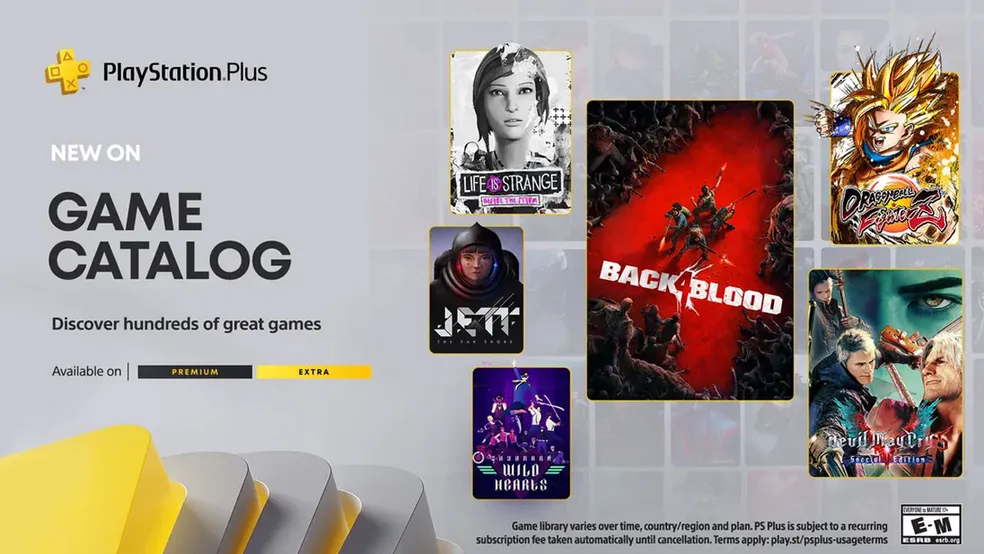 PlayStation.Plus
NEW ON
GAME
CATALOG
Discover hundreds of great games
Available on
PREMIUM
EXTRA
LIFE IS STRANGE
BEFORE THE STORM
JETT
THE FAR SHORE
SAYONARA
WILD
HEARTS
BACK 4 BLOOD
DRAGONBALL
FighterZ
Devil May Cry 5
Special Edition
Game library varies over time, country/region and plan. PS Plus is subject to a recurring
subscription fee taken automatically until cancellation. Terms apply: play.st/psplus-usageterms
EVERYONE to MATURE 17+
E-M
ESRB esrb.org